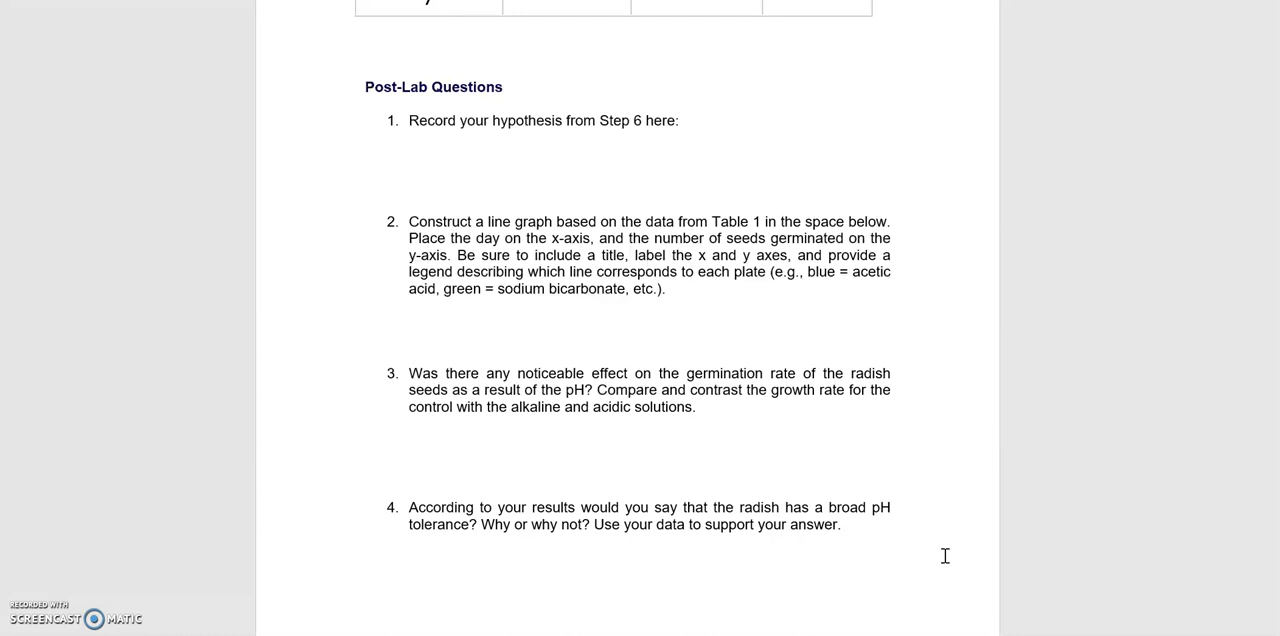 Post-Lab Questions
1. Record your hypothesis from Step 6 here:
2. Construct a line graph based on the data from Table 1 in the space below.
Place the day on the x-axis, and the number of seeds germinated on the
y-axis. Be sure to include a title, label the x and y axes, and provide a
legend describing which line corresponds to each plate (e.g., blue = acetic
acid, green = sodium bicarbonate, etc.).
3. Was there any noticeable effect on the germination rate of the radish
seeds as a result of the pH? Compare and contrast the growth rate for the
control with the alkaline and acidic solutions.
4. According to your results would you say that the radish has a broad pH
tolerance? Why or why not? Use your data to support your answer.
RECORDED WITH
SCREENCAST MATIC